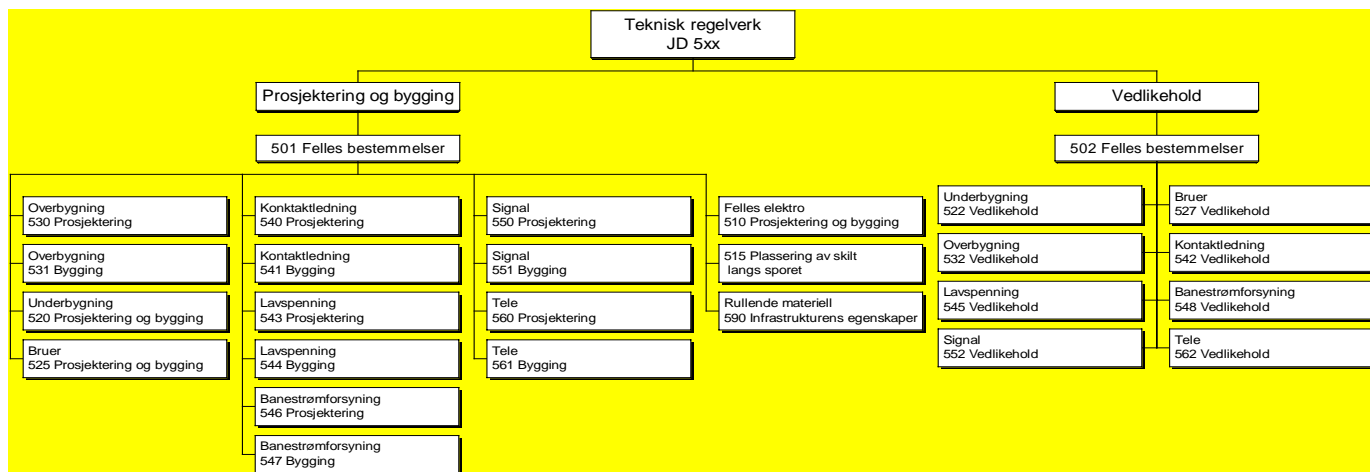 Teknisk regelverk
JD 5xx
Prosjektering og bygging
Vedlikehold
501 Felles bestemmelser
502 Felles bestemmelser
Overbygning
530 Prosjektering
Overbygning
531 Bygging
Underbygning
520 Prosjektering og bygging
Bruer
525 Prosjektering og bygging
Konktaktledning
540 Prosjektering
Kontaktledning
541 Bygging
Lavspenning
543 Prosjektering
Lavspenning
544 Bygging
Banestrømforsyning
546 Prosjektering
Banestrømforsyning
547 Bygging
Signal
550 Prosjektering
Signal
551 Bygging
Tele
560 Prosjektering
Tele
561 Bygging
Felles elektro
510 Prosjektering og bygging
515 Plassering av skilt
langs sporet
Rullende materiell
590 Infrastrukturens egenskaper
Underbygning
522 Vedlikehold
Overbygning
532 Vedlikehold
Lavspenning
545 Vedlikehold
Signal
552 Vedlikehold
Bruer
527 Vedlikehold
Kontaktledning
542 Vedlikehold
Banestrømforsyning
548 Vedlikehold
Tele
562 Vedlikehold